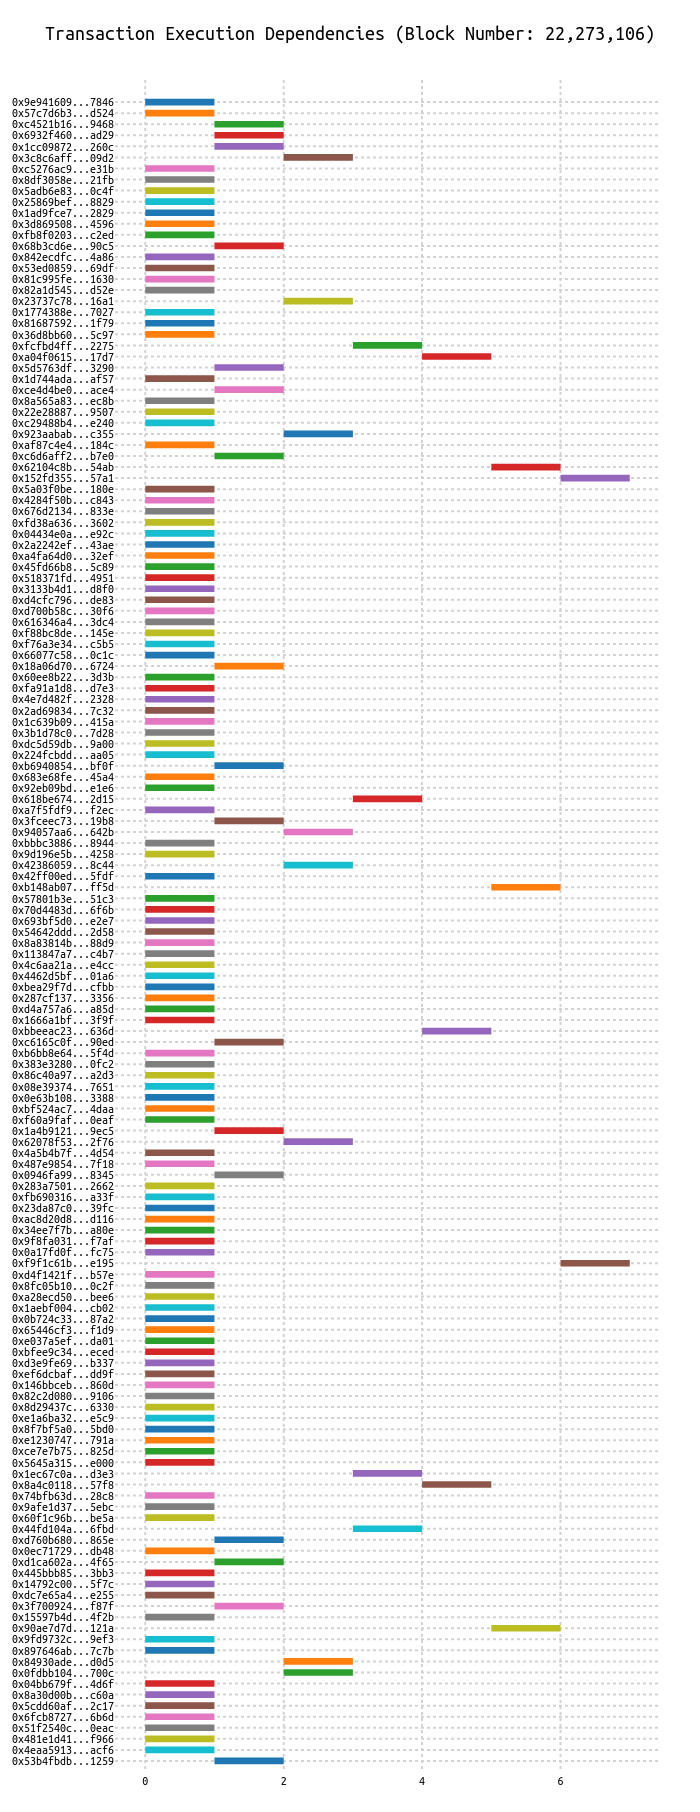 Transaction Execution Dependencies (Block Number: 22,273,106)
0x9e941609...7846
0x57c7d6b3...d524
0xc4521b16...9468
0x6932f460...ad29
0x1cc09872...260c
0x3c8c6aff...09d2
0xc5276ac9...e31b
0x8df3058e...21fb
0x5adb6e83...0c4f
0x25869bef...8829
0x1ad9fce7...2829
0x3d869508...4596
0xfb8f0203...c2ed
0x68b3cd6e...90c5
0x842ecdfc...4a86
0x53ed0859...69df
0x81c995fe...1630
0x82a1d545...d52e
0x23737c78...16a1
0x1774388e...7027
0x81687592...1f79
0x36d8bb60...5c97
0xfcfbd4ff...2275
0xa04f0615...17d7
0x5d5763df...3290
0x1d744ada...af57
0xce4d4be0...ace4
0x8a565a83...ec8b
0x22e28887...9507
0xc29488b4...e240
0x923aabab...c355
0xaf87c4e4...184c
0xc6d6aff2...b7e0
0x62104c8b...54ab
0x152fd355...57a1
0x5a03f0be...180e
0x4284f50b...c843
0x676d2134...833e
0xfd38a636...3602
0x04434e0a...e92c
0x2a2242ef...43ae
0xa4fa64d0...32ef
0x45fd66b8...5c89
0x518371fd...4951
0x3133b4d1...d8f0
0xd4cfc796...de83
0xd700b58c...30f6
0x616346a4...3dc4
0xf88bc8de...145e
0xf76a3e34...c5b5
0x66077c58...0c1c
0x18a06d70...6724
0x60ee8b22...3d3b
0xfa91a1d8...d7e3
0x4e7d482f...2328
0x2ad69834...7c32
0x1c639b09...415a
0x3b1d78c0...7d28
0xdc5d59db...9a00
0x224fcbdd...aa05
0xb6940854...bf0f
0x683e68fe...45a4
0x92eb09bd...e1e6
0x618be674...2d15
0xa7f5fdf9...f2ec
0x3fceec73...19b8
0x94057aa6...642b
0xbbbc3886...8944
0x9d196e5b...4258
0x42386059...8c44
0x42ff00ed...5fdf
0xb148ab07...ff5d
0x57801b3e...51c3
0x70d4483d...6f6b
0x693bf5d0...e2e7
0x54642ddd...2d58
0x8a83814b...88d9
0x113847a7...c4b7
0x4c6aa21a...e4cc
0x4462d5bf...01a6
0xbea29f7d...cfbb
0x287cf137...3356
0xd4a757a6...a85d
0x1666a1bf...3f9f
0xbbeeac23...636d
0xc6165c0f...90ed
0xb6bb8e64...5f4d
0x383e3280...0fc2
0x86c40a97...a2d3
0x08e39374...7651
0x0e63b108...3388
0xbf524ac7...4daa
0xf60a9faf...0eaf
0x1a4b9121...9ec5
0x62078f53...2f76
0x4a5b4b7f...4d54
0x487e9854...7f18
0x0946fa99...8345
0x283a7501...2662
0xfb690316...a33f
0x23da87c0...39fc
0xac8d20d8...d116
0x34ee7f7b...a80e
0x9f8fa031...f7af
0x0a17fd0f...fc75
0xf9f1c61b...e195
0xd4f1421f...b57e
0x8fc05b10...0c2f
0xa28ecd50...bee6
0x1aebf004...cb02
0x0b724c33...87a2
0x65446cf3...f1d9
0xe037a5ef...da01
0xbfee9c34...eced
0xd3e9fe69...b337
0xef6dcbaf...dd9f
0x146bbceb...860d
0x82c2d080...9106
0x8d29437c...6330
0xe1a6ba32...e5c9
0x8f7bf5a0...5bd0
0xe1230747...791a
0xce7e7b75...825d
0x5645a315...e000
0x1ec67c0a...d3e3
0x8a4c0118...57f8
0x74bfb63d...28c8
0x9afe1d37...5ebc
0x60f1c96b...be5a
0x44fd104a...6fbd
0xd760b680...865e
0x0ec71729...db48
0xd1ca602a...4f65
0x445bbb85...3bb3
0x14792c00...5f7c
0xdc7e65a4...e255
0x3f700924...f87f
0x15597b4d...4f2b
0x90ae7d7d...121a
0x9fd9732c...9ef3
0x897646ab...7c7b
0x84930ade...d0d5
0x0fdbb104...700c
0x04bb679f...4d6f
0x8a30d00b...c60a
0x5cdd60af...2c17
0x6fcb8727...6b6d
0x51f2540c...0eac
0x481e1d41...f966
0x4eaa5913...acf6
0x53b4fbdb...1259
0 2 4 6